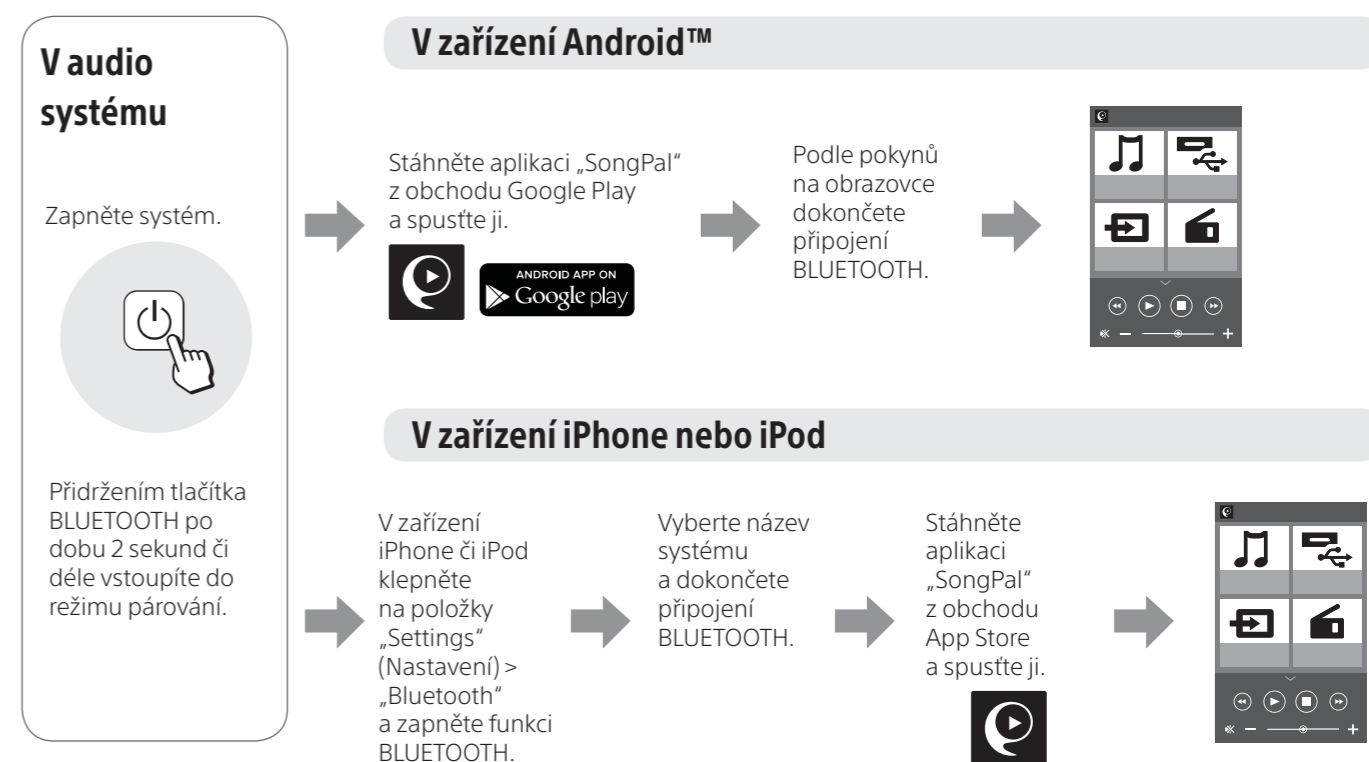 V audio
systému
Zapněte systém.
Přidržením tlačítka
BLUETOOTH po
dobu 2 sekund či
déle vstoupíte do
režimu párování.
V zařízení Android™
Stáhněte aplikaci „SongPal“
z obchodu Google Play
a spusťte ji.
ANDROID APP ON
Google play
Podle pokynů
na obrazovce
dokončete
připojení
BLUETOOTH.
V zařízení iPhone nebo iPod
V zařízení
iPhone či iPod
klepněte
na položky
„Settings“
(Nastavení) >
„Bluetooth“
a zapněte funkci
BLUETOOTH.
Vyberte název
systému
a dokončete
připojení
BLUETOOTH.
Stáhněte
aplikaci
„SongPal“
z obchodu
App Store
a spusťte ji.